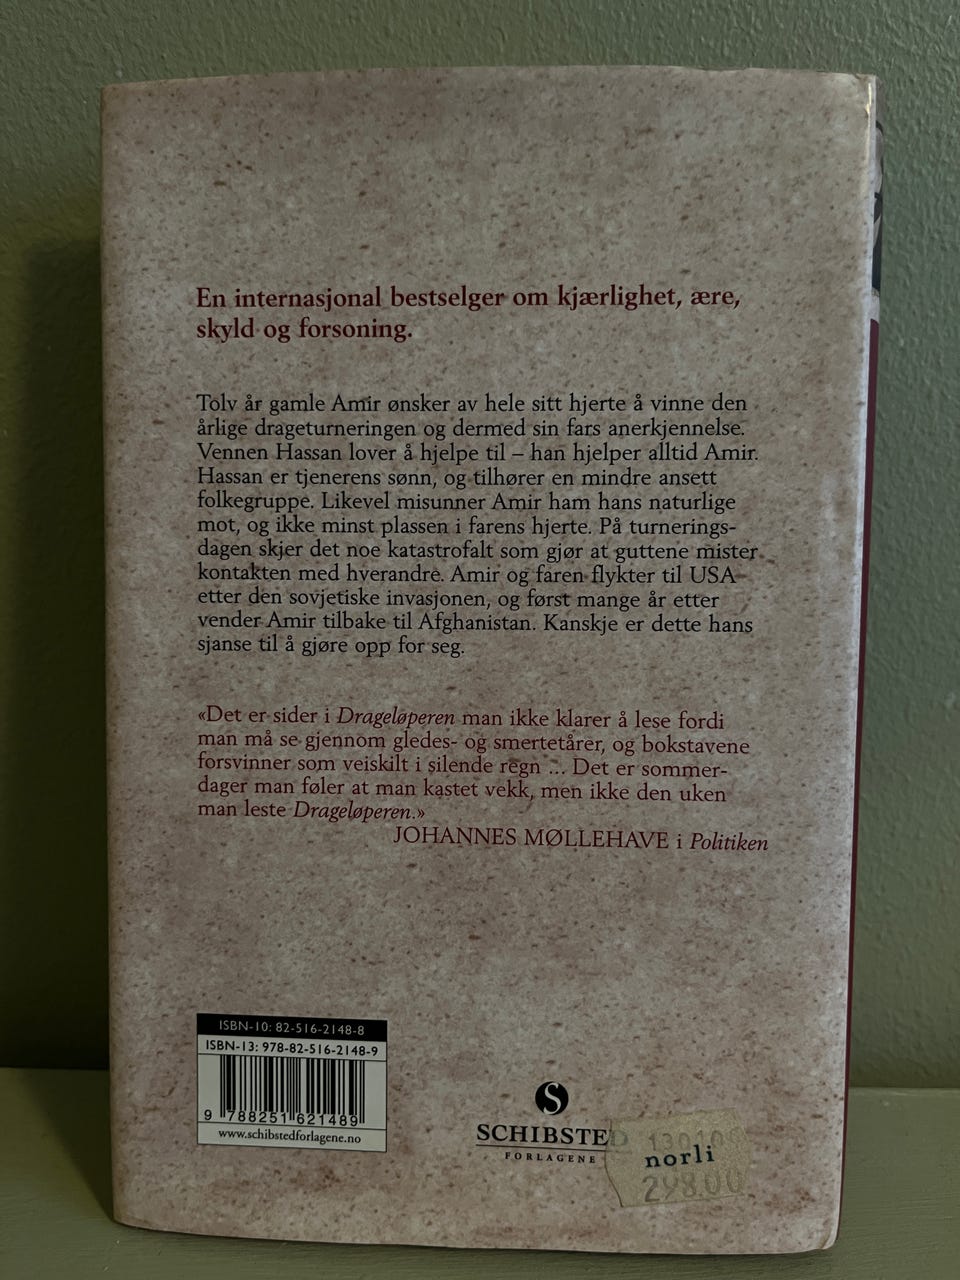 En internasjonal bestselger om kjærlighet, ære,
skyld og forsoning.
Tolv år gamle Amir ønsker av hele sitt hjerte å vinne den
årlige drageturneringen og dermed sin fars anerkjennelse.
Vennen Hassan lover å hjelpe til – han hjelper alltid Amir.
Hassan er tjenerens sønn, og tilhører en mindre ansett
folkegruppe. Likevel misunner Amir ham hans naturlige
mot, og ikke minst plassen i farens hjerte. På turnerings-
dagen skjer det noe katastrofalt som gjør at guttene mister
kontakten med hverandre. Amir og faren flykter til USA
etter den sovjetiske invasjonen, og først mange år etter
vender Amir tilbake til Afghanistan. Kanskje er dette hans
sjanse til å gjøre opp for seg.
«Det er sider i Drageløperen man ikke klarer å lese fordi
man må se gjennom gledes- og smertetårer, og bokstavene
forsvinner som veiskilt i silende regn ... Det er sommer-
dager man føler at man kastet vekk, men ikke den uken
man leste Drageløperen.»
JOHANNES MØLLEHAVE i Politiken
ISBN-10: 82-516-2148-8
ISBN-13: 978-82-516-2148-9
9 788251 621489
www.schibstedforlagene.no
S
SCHIBSTED
FORLAGENE
norli
298.00